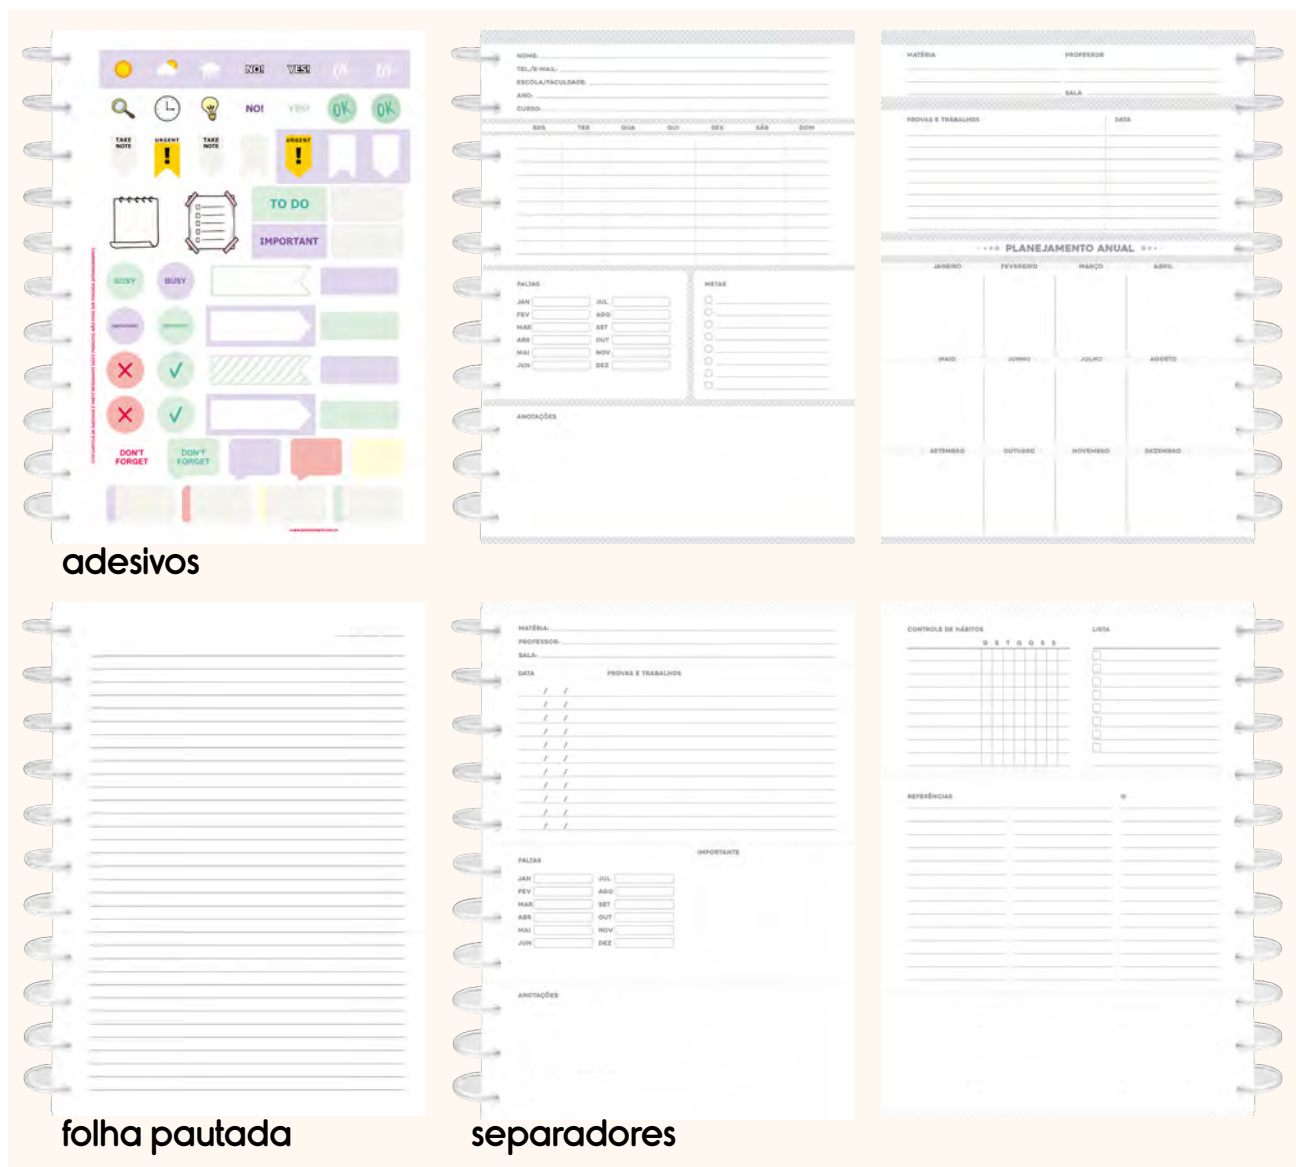 NO! YES! OK OK
NO! YES! OK OK
TAKE NOTE
URGENT
!
TAKE NOTE
URGENT
!
TO DO
IMPORTANT
BUSY
BUSY
DON'T FORGET
DON'T FORGET
adesivos
NOME:
TEL./E-MAIL:
ESCOLA/FACULDADE:
ANO:
CURSO:
SEG TER QUA QUI SEX SÁB DOM
FALTAS
JAN JUL
FEV AGO
MAR SET
ABR OUT
MAI NOV
JUN DEZ
METAS
ANOTAÇÕES
MATÉRIA PROFESSOR
SALA
PROVAS E TRABALHOS DATA
PLANEJAMENTO ANUAL
JANEIRO FEVEREIRO MARÇO ABRIL
MAIO JUNHO JULHO AGOSTO
SETEMBRO OUTUBRO NOVEMBRO DEZEMBRO
folha pautada
MATÉRIA:
PROFESSOR:
SALA:
DATA PROVAS E TRABALHOS
/ /
/ /
/ /
/ /
/ /
/ /
/ /
/ /
/ /
/ /
/ /
FALTAS
JAN JUL
FEV AGO
MAR SET
ABR OUT
MAI NOV
JUN DEZ
IMPORTANTE
ANOTAÇÕES
separadores
CONTROLE DE HÁBITOS
D S T Q Q S S
LISTA
REFERÊNCIAS